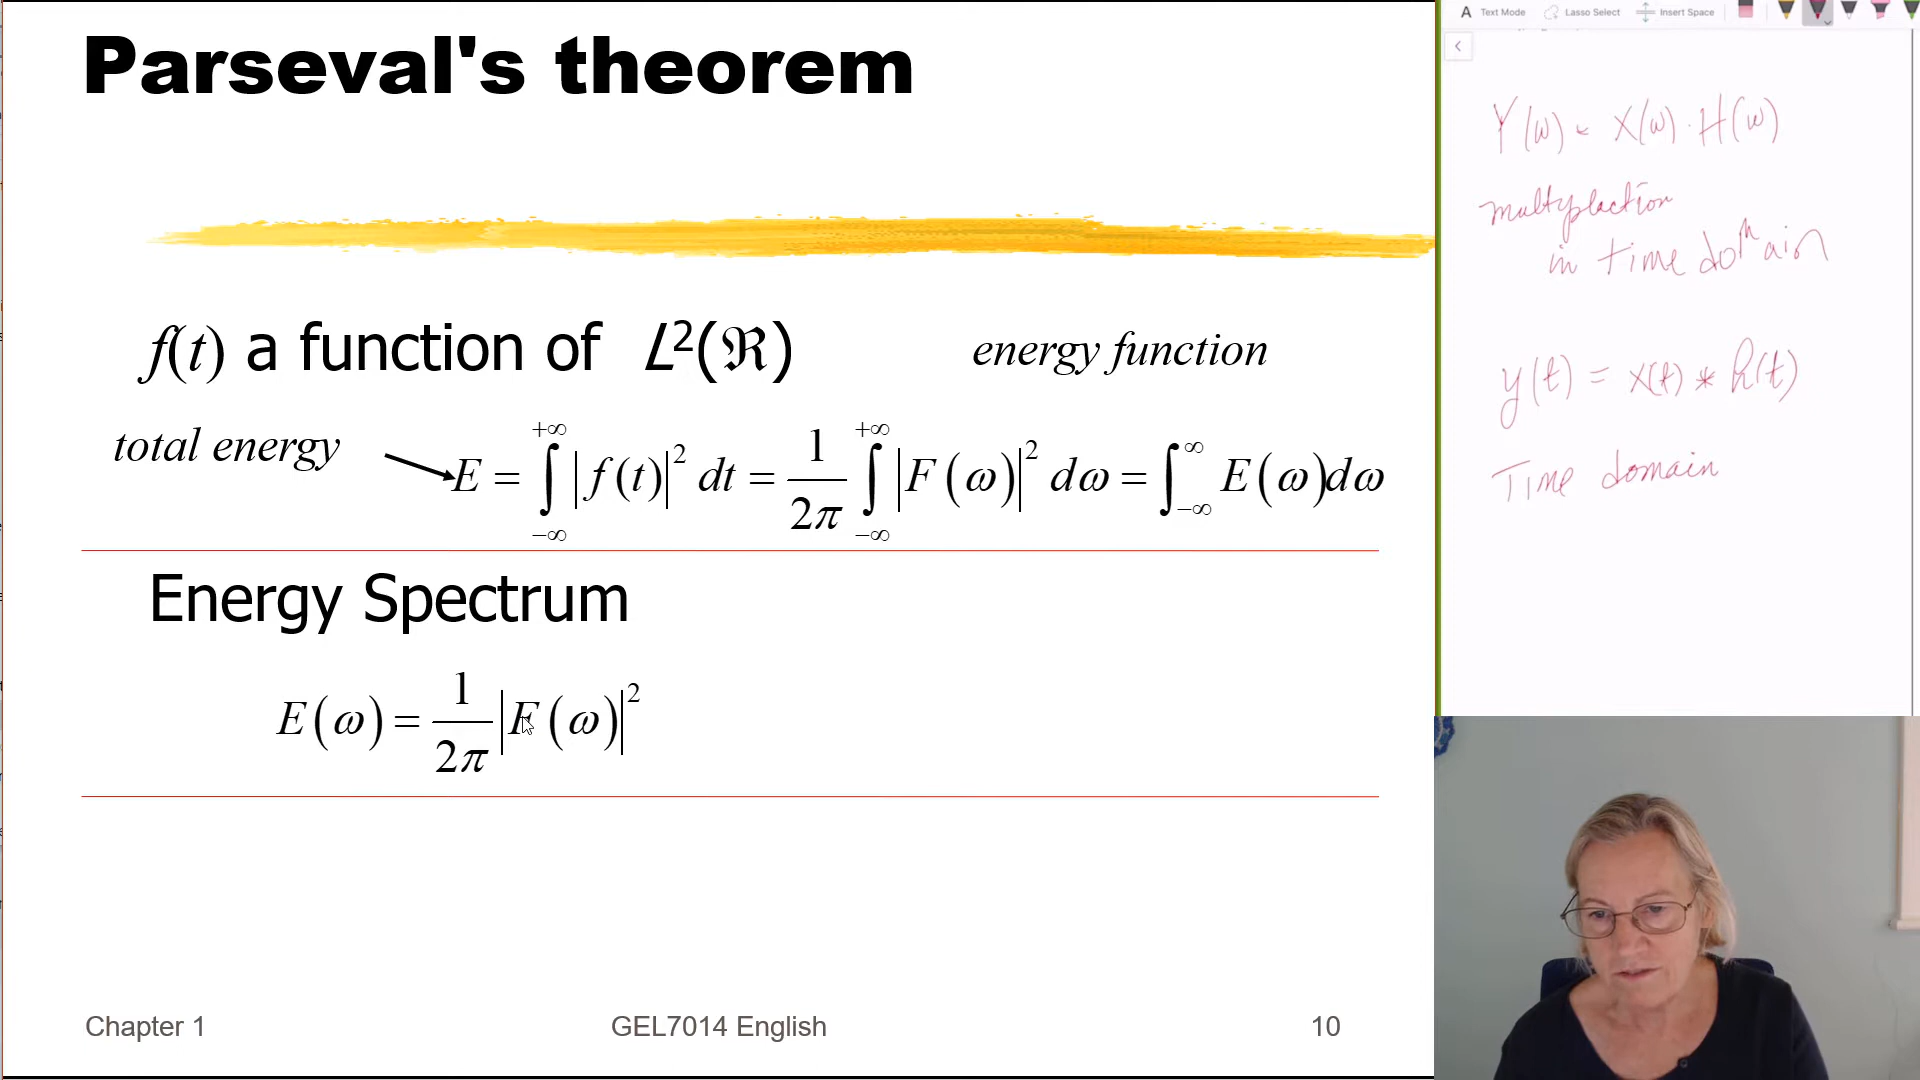 Parseval's theorem
f(t) a function of L²(ℜ)
energy function
total energy
E = ∫_{-∞}^{+∞} |f(t)|² dt = 1/2π ∫_{-∞}^{+∞} |F(ω)|² dω = ∫_{-∞}^{∞} E(ω)dω
Energy Spectrum
E(ω) = 1/2π |F(ω)|²
Chapter 1
GEL7014 English
10
A Text Mode Lasso Select Insert Space
Y(ω) = X(ω) · H(ω)
multyplaction
in time domain
y(t) = x(t) * h(t)
Time domain